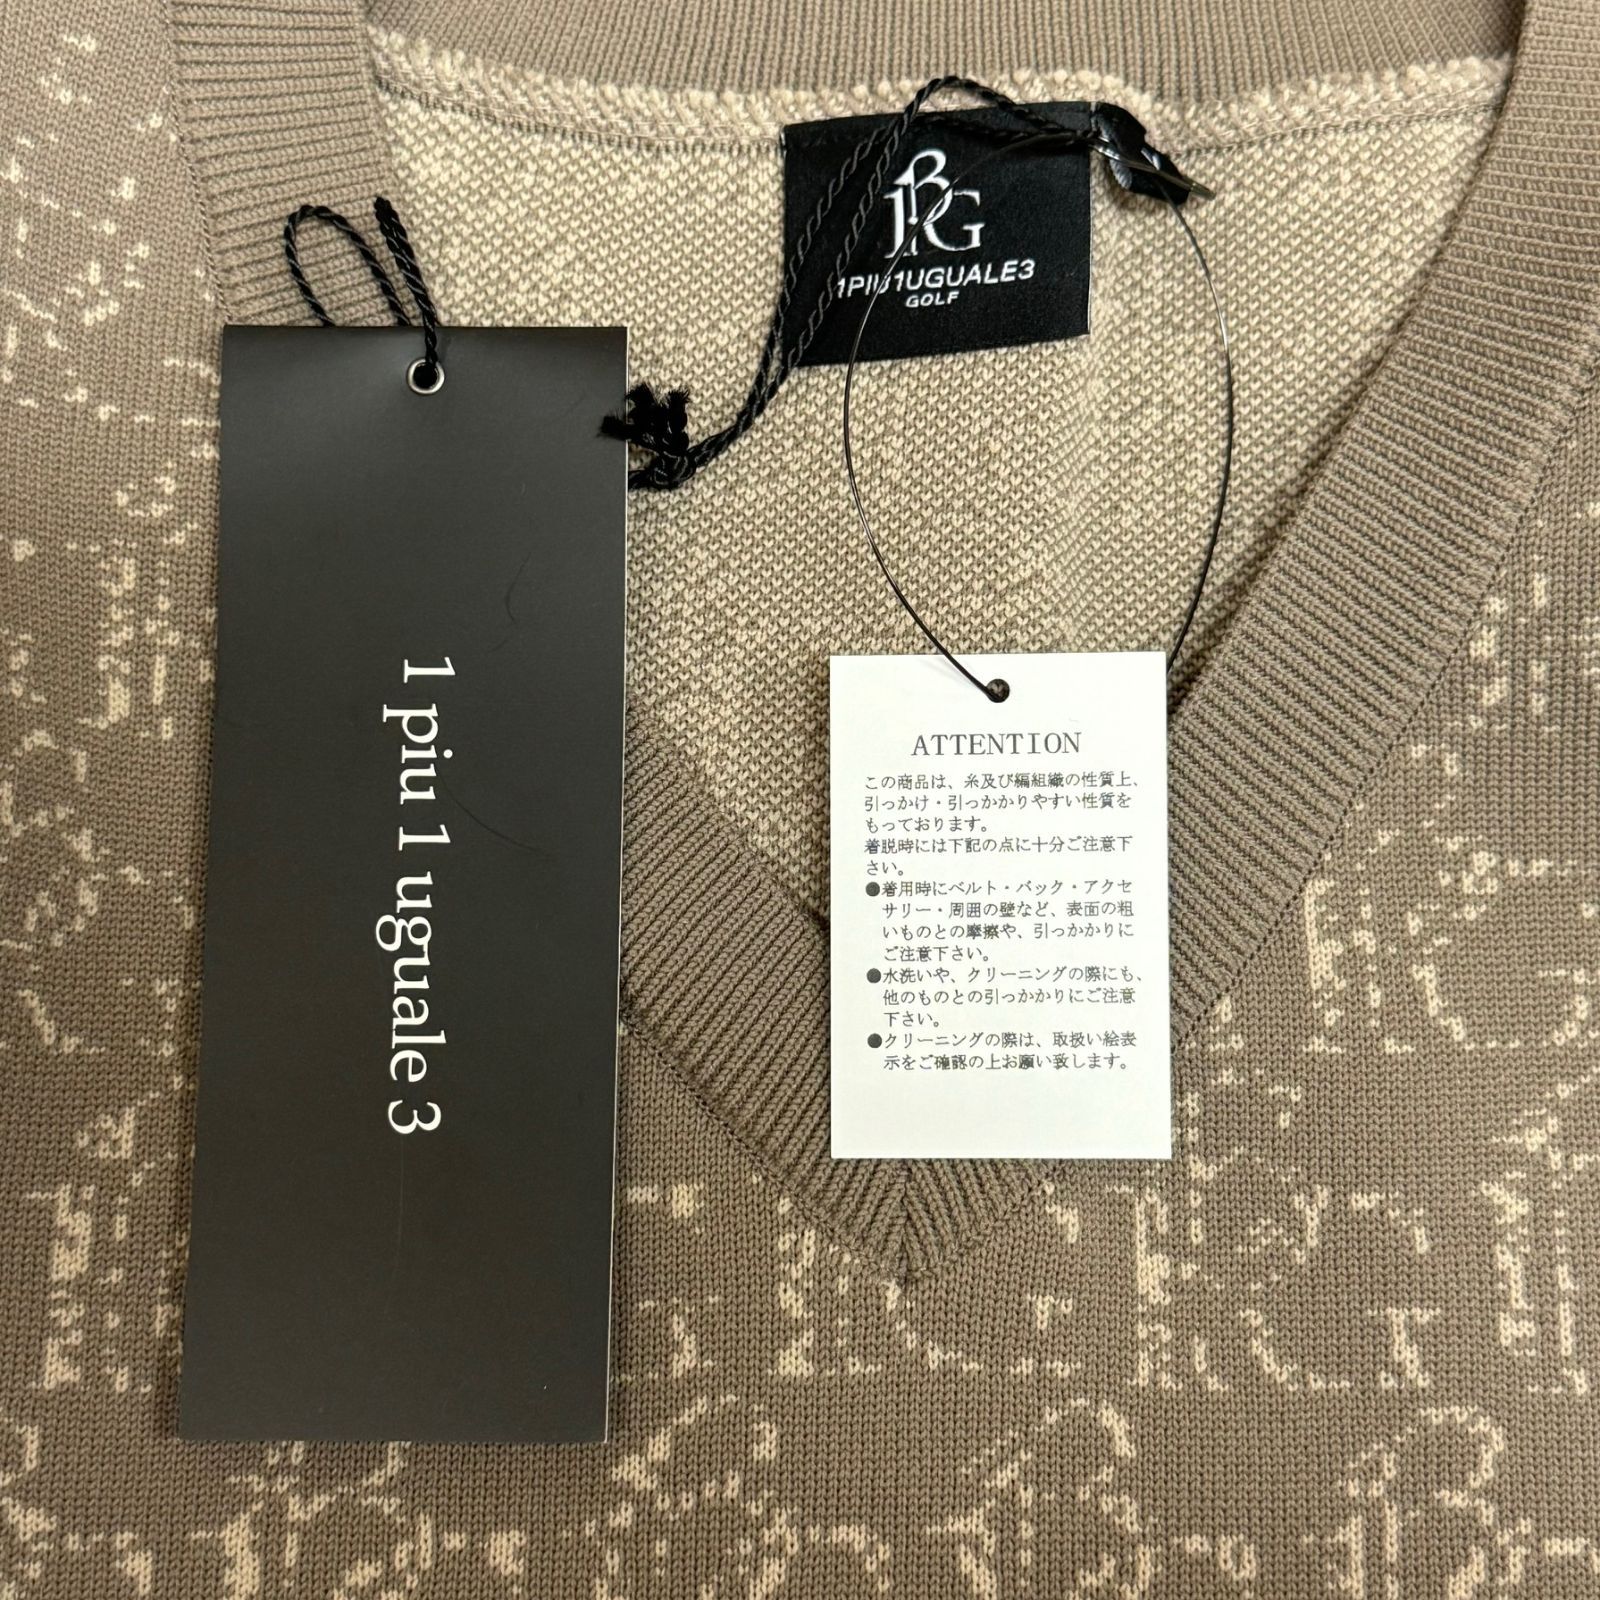 1PIU1UGUALE3
GOLF
1 piu 1 uguale 3
ATTENTION
この商品は、糸及び編組織の性質上、
引っかけ・引っかかりやすい性質を
もっております。
着脱時には下記の点に十分ご注意下
さい。
●着用時にベルト・バック・アクセ
サリー・周囲の壁など、表面の粗
いものとの摩擦や、引っかかりに
ご注意下さい。
●水洗いや、クリーニングの際にも、
他のものとの引っかかりにご注意
下さい。
●クリーニングの際は、取扱い絵表
示をご確認の上お願い致します。